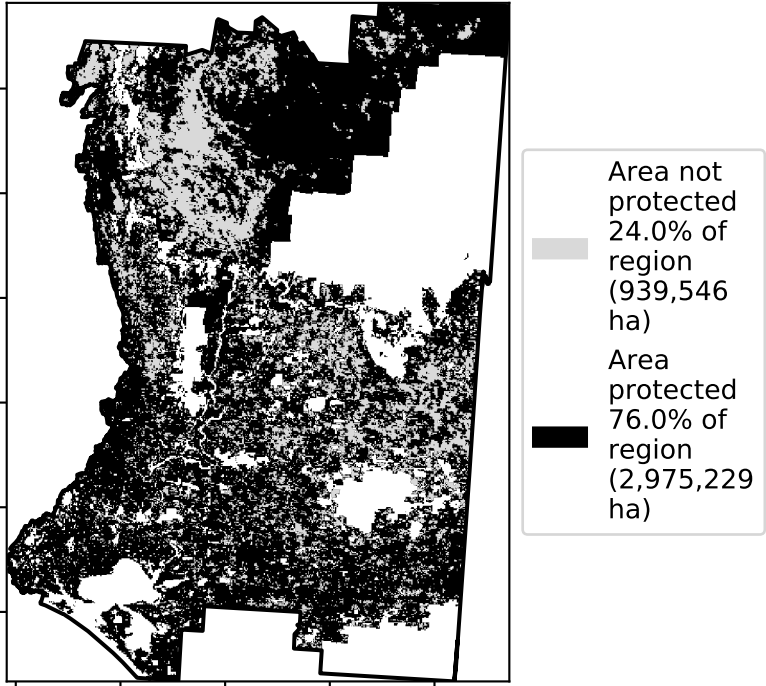 Area not
protected
24.0% of
region
(939,546
ha)
Area
protected
76.0% of
region
(2,975,229
ha)